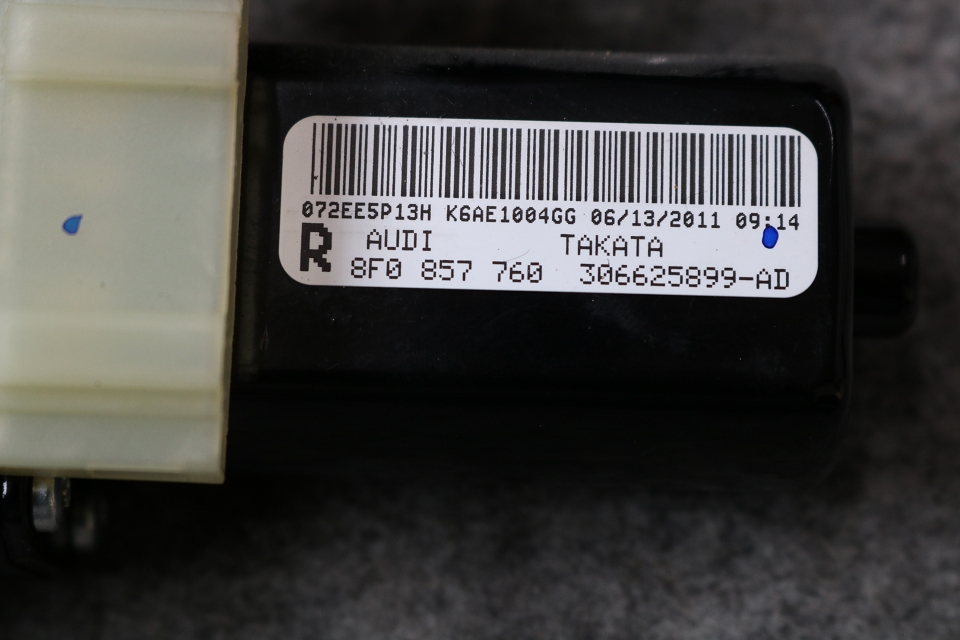 072EE5P13H K6AE1004GG 06/13/2011 09:14
R AUDI TAKATA
8F0 857 760 306625899-AD